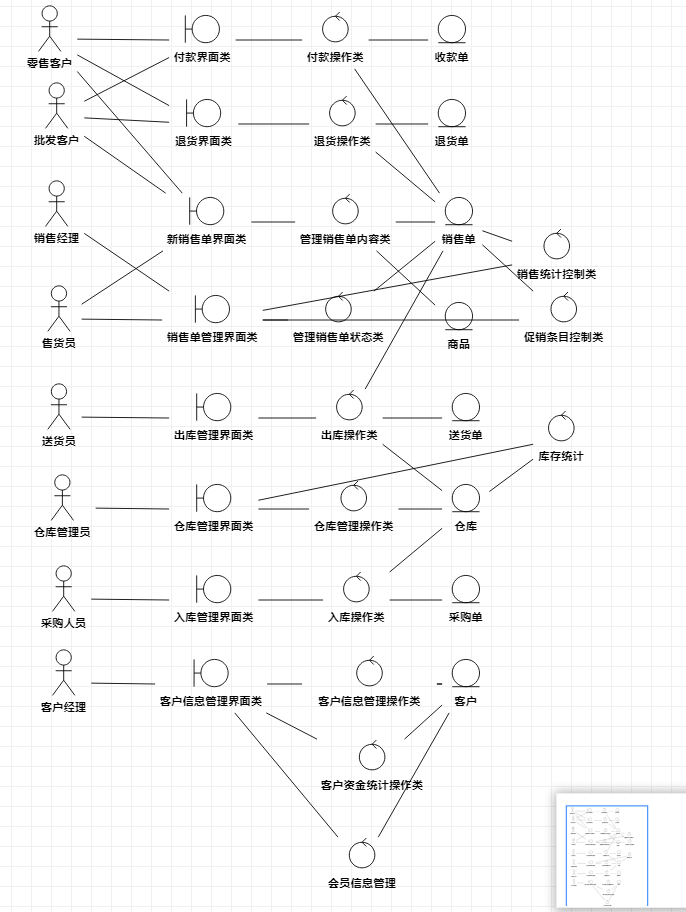 零售客户
付款界面类
付款操作类
收款单
批发客户
退货界面类
退货操作类
退货单
销售经理
新销售单界面类
管理销售单内容类
销售单
销售统计控制类
售货员
销售单管理界面类
管理销售单状态类
商品
促销条目控制类
送货员
出库管理界面类
出库操作类
送货单
库存统计
仓库管理员
仓库管理界面类
仓库管理操作类
仓库
采购人员
入库管理界面类
入库操作类
采购单
客户经理
客户信息管理界面类
客户信息管理操作类
客户
客户资金统计操作类
会员信息管理